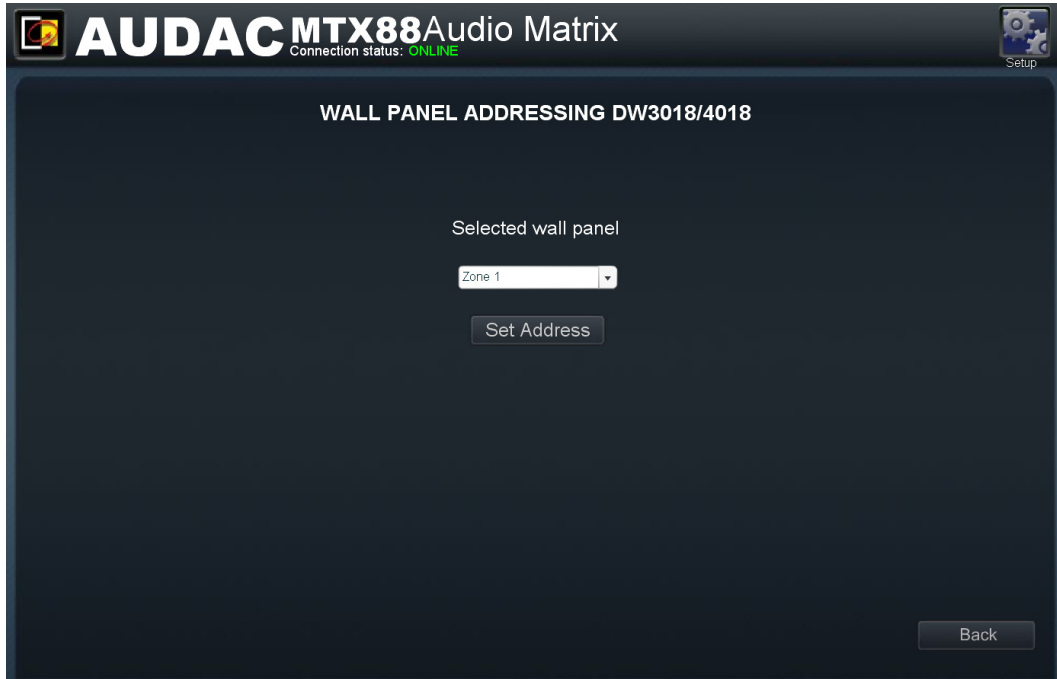 AUDAC MTX88 Audio Matrix
Connection status: ONLINE
Setup
WALL PANEL ADDRESSING DW3018/4018
Selected wall panel
Zone 1
Set Address
Back